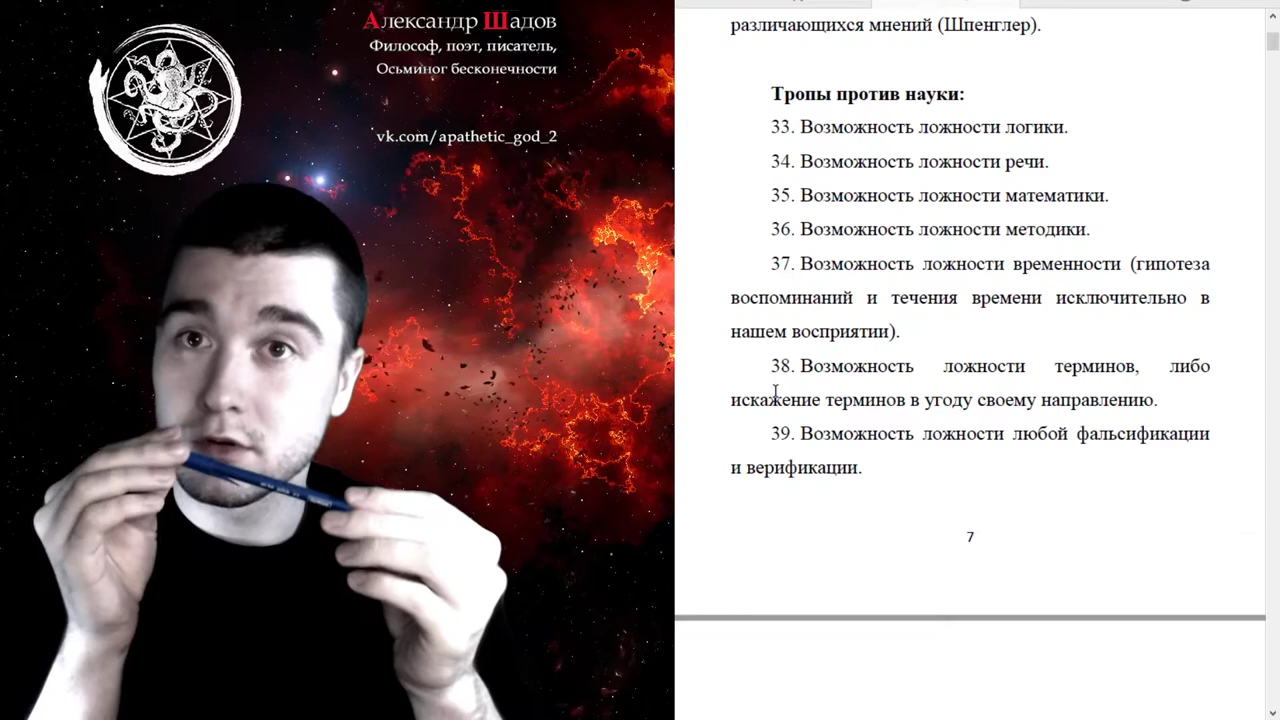 Александр Шадов
Философ, поэт, писатель,
Осьминог бесконечности
vk.com/apathetic_god_2
различающихся мнений (Шпенглер).
Тропы против науки:
33. Возможность ложности логики.
34. Возможность ложности речи.
35. Возможность ложности математики.
36. Возможность ложности методики.
37. Возможность ложности временности (гипотеза
воспоминаний и течения времени исключительно в
нашем восприятии).
38. Возможность ложности терминов, либо
искажение терминов в угоду своему направлению.
39. Возможность ложности любой фальсификации
и верификации.
7